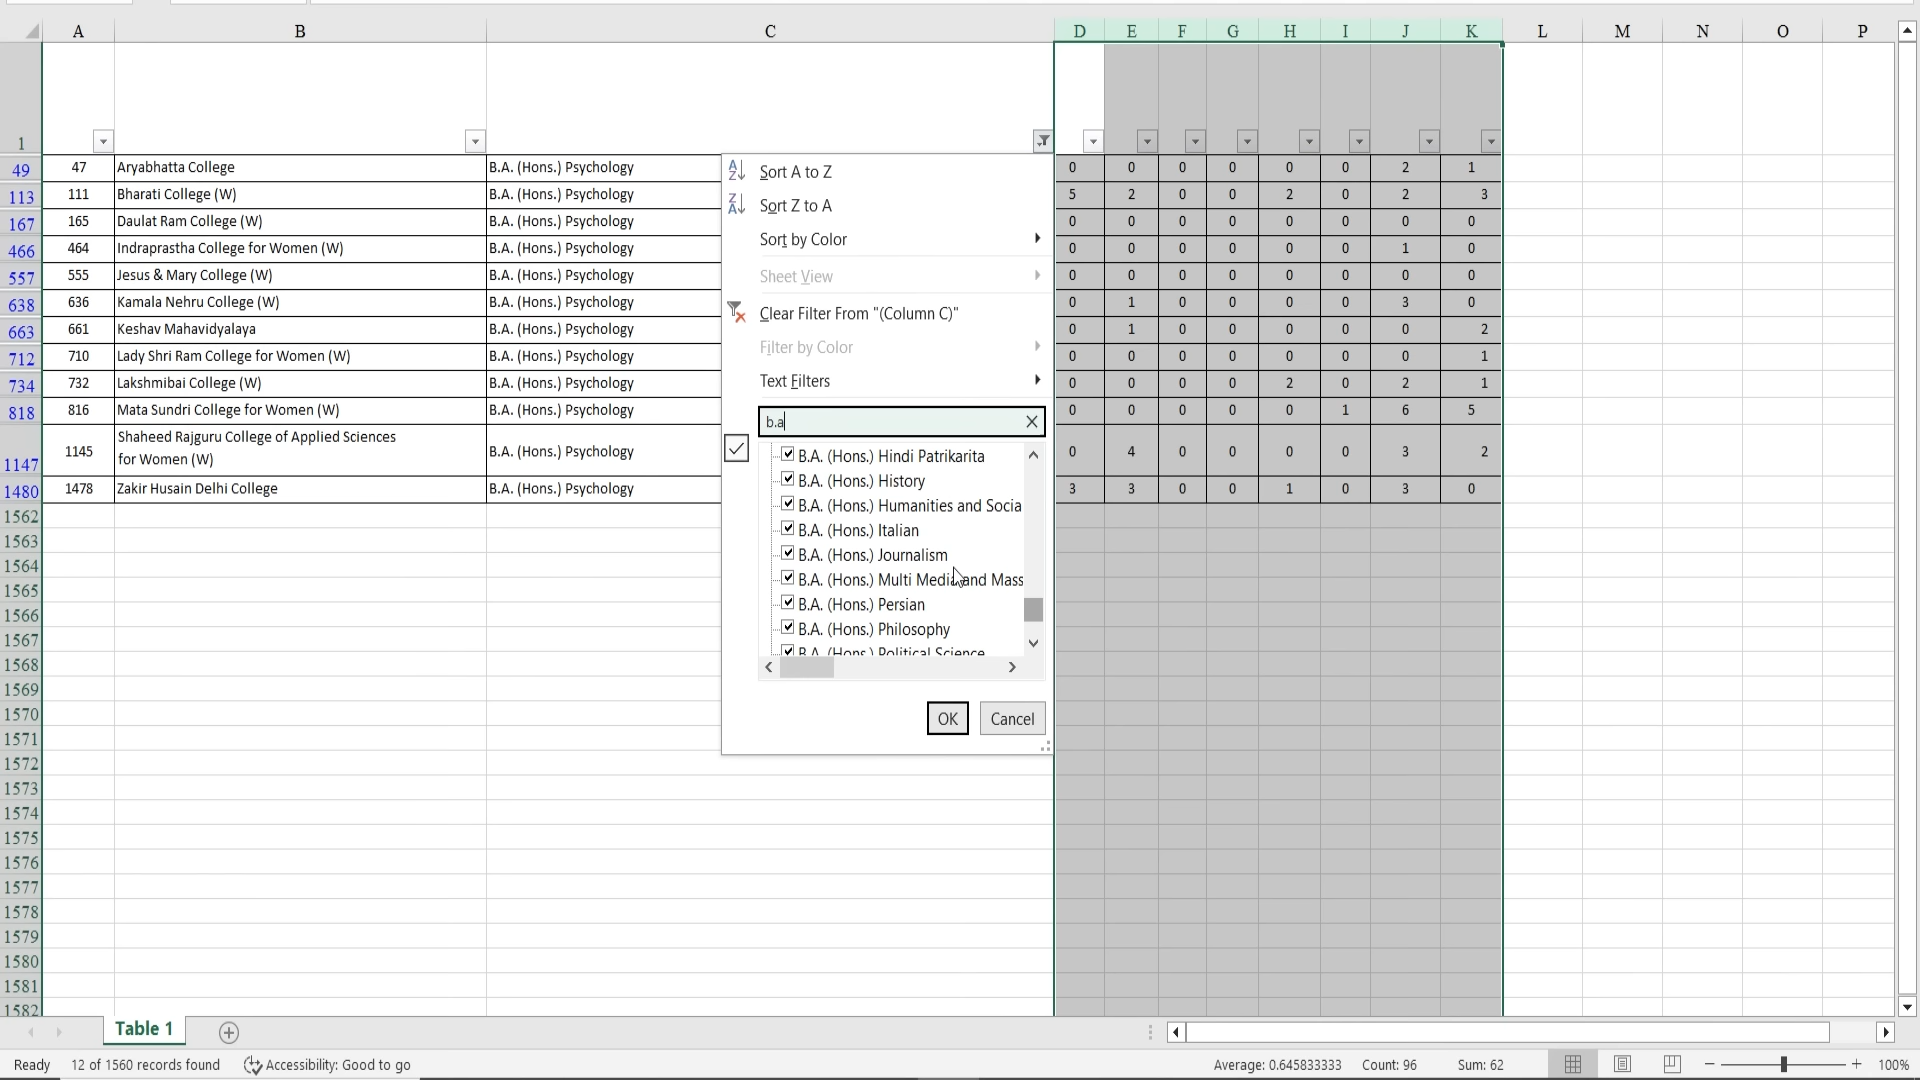 A B C D E F G H I J K L M N O P
1
49 47 Aryabhatta College B.A. (Hons.) Psychology 0 0 0 0 0 0 2 1
113 111 Bharati College (W) B.A. (Hons.) Psychology 5 2 0 0 2 0 2 3
167 165 Daulat Ram College (W) B.A. (Hons.) Psychology 0 0 0 0 0 0 0 0
466 464 Indraprastha College for Women (W) B.A. (Hons.) Psychology 0 0 0 0 0 0 1 0
557 555 Jesus & Mary College (W) B.A. (Hons.) Psychology 0 0 0 0 0 0 0 0
638 636 Kamala Nehru College (W) B.A. (Hons.) Psychology 0 1 0 0 0 0 3 0
663 661 Keshav Mahavidyalaya B.A. (Hons.) Psychology 0 1 0 0 0 0 0 2
712 710 Lady Shri Ram College for Women (W) B.A. (Hons.) Psychology 0 0 0 0 0 0 0 1
734 732 Lakshmibai College (W) B.A. (Hons.) Psychology 0 0 0 0 2 0 2 1
818 816 Mata Sundri College for Women (W) B.A. (Hons.) Psychology 0 0 0 0 0 1 6 5
1147 1145 Shaheed Rajguru College of Applied Sciences
for Women (W) B.A. (Hons.) Psychology 0 4 0 0 0 0 3 2
1480 1478 Zakir Husain Delhi College B.A. (Hons.) Psychology 3 3 0 0 1 0 3 0
1562
1563
1564
1565
1566
1567
1568
1569
1570
1571
1572
1573
1574
1575
1576
1577
1578
1579
1580
1581
1582
Sort A to Z
Sort Z to A
Sort by Color
Sheet View
Clear Filter From "(Column C)"
Filter by Color
Text Filters
b.a
B.A. (Hons.) Hindi Patrikarita
B.A. (Hons.) History
B.A. (Hons.) Humanities and Socia
B.A. (Hons.) Italian
B.A. (Hons.) Journalism
B.A. (Hons.) Multi Media and Mass
B.A. (Hons.) Persian
B.A. (Hons.) Philosophy
B.A. (Hons.) Political Science
OK Cancel
Table 1
Ready 12 of 1560 records found Accessibility: Good to go Average: 0.645833333 Count: 96 Sum: 62 100%